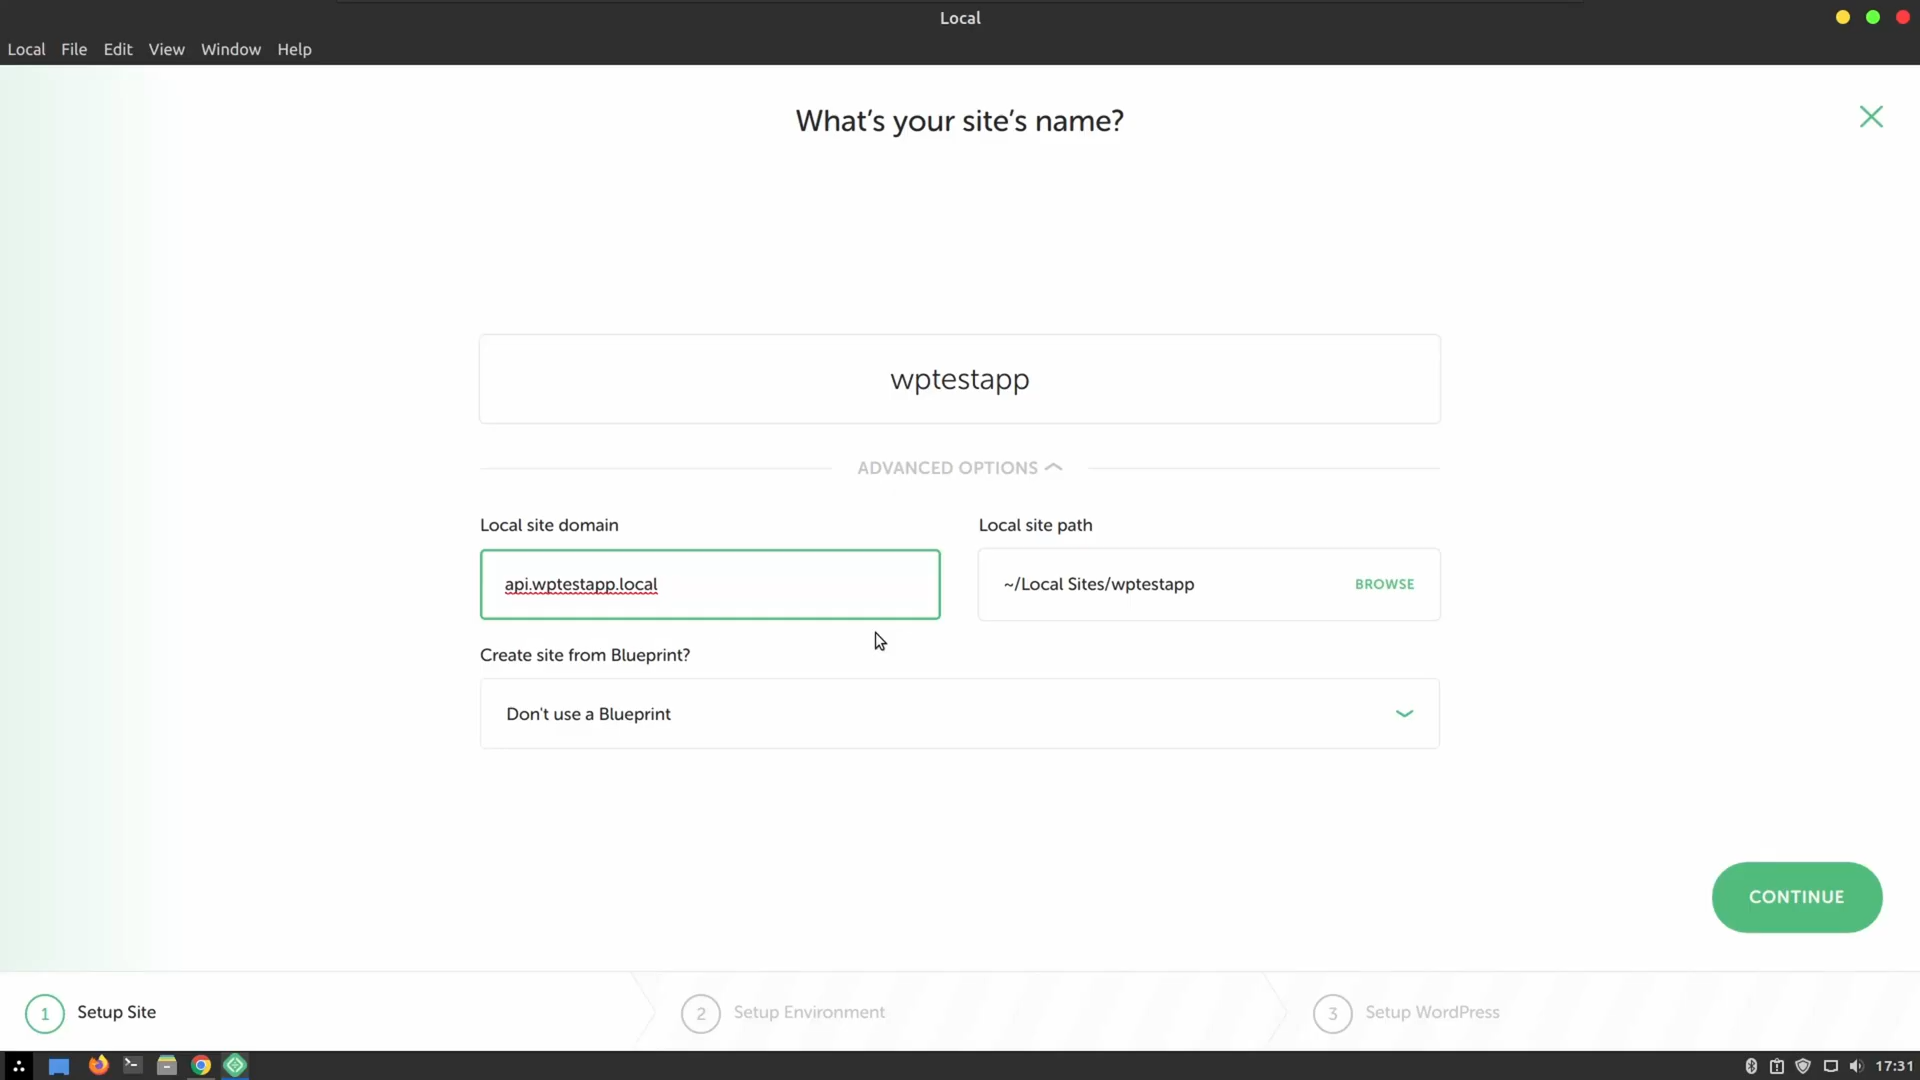 Local
Local File Edit View Window Help
What's your site's name?
wptestapp
ADVANCED OPTIONS
Local site domain
Local site path
api.wptestapp.local
~/Local Sites/wptestapp
BROWSE
Create site from Blueprint?
Don't use a Blueprint
CONTINUE
1 Setup Site
2 Setup Environment
3 Setup WordPress
17:31